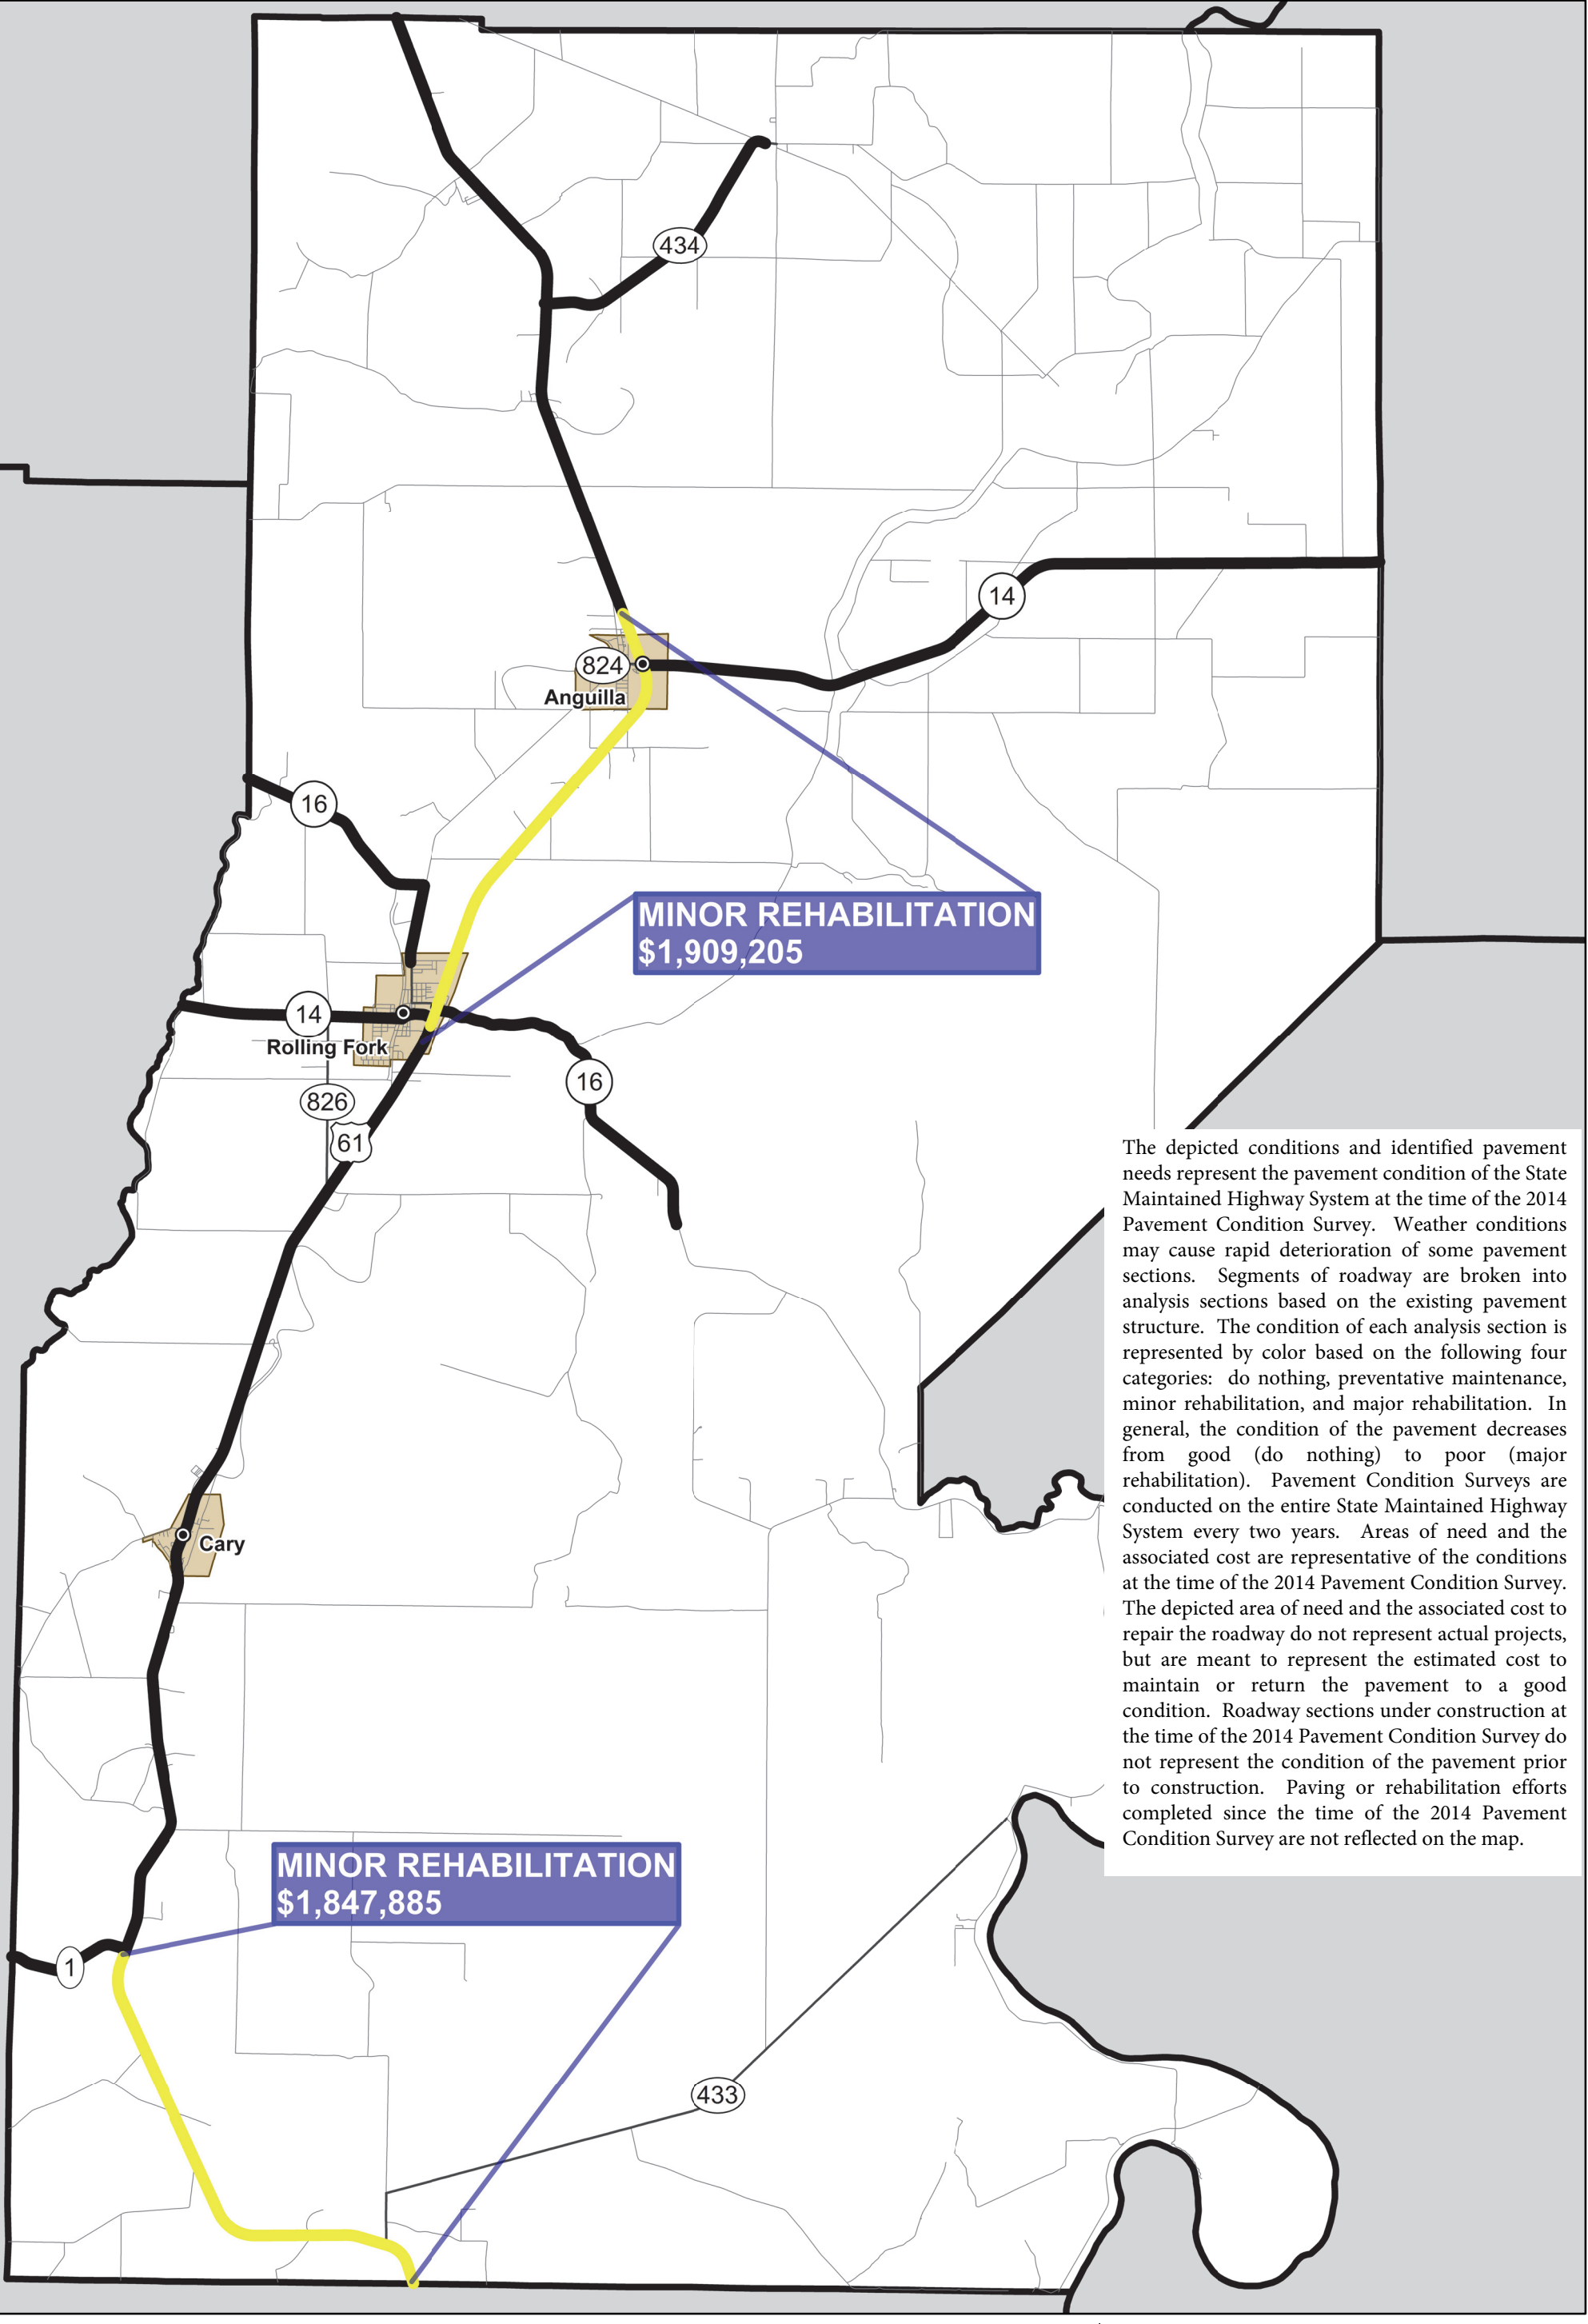 434
14
824
Anguilla
16
MINOR REHABILITATION
$1,909,205
14
Rolling Fork
16
826
61
The depicted conditions and identified pavement
needs represent the pavement condition of the State
Maintained Highway System at the time of the 2014
Pavement Condition Survey. Weather conditions
may cause rapid deterioration of some pavement
sections. Segments of roadway are broken into
analysis sections based on the existing pavement
structure. The condition of each analysis section is
represented by color based on the following four
categories: do nothing, preventative maintenance,
minor rehabilitation, and major rehabilitation. In
general, the condition of the pavement decreases
from good (do nothing) to poor (major
rehabilitation). Pavement Condition Surveys are
conducted on the entire State Maintained Highway
System every two years. Areas of need and the
associated cost are representative of the conditions
at the time of the 2014 Pavement Condition Survey.
The depicted area of need and the associated cost to
repair the roadway do not represent actual projects,
but are meant to represent the estimated cost to
maintain or return the pavement to a good
condition. Roadway sections under construction at
the time of the 2014 Pavement Condition Survey do
not represent the condition of the pavement prior
to construction. Paving or rehabilitation efforts
completed since the time of the 2014 Pavement
Condition Survey are not reflected on the map.
Cary
MINOR REHABILITATION
$1,847,885
1
433